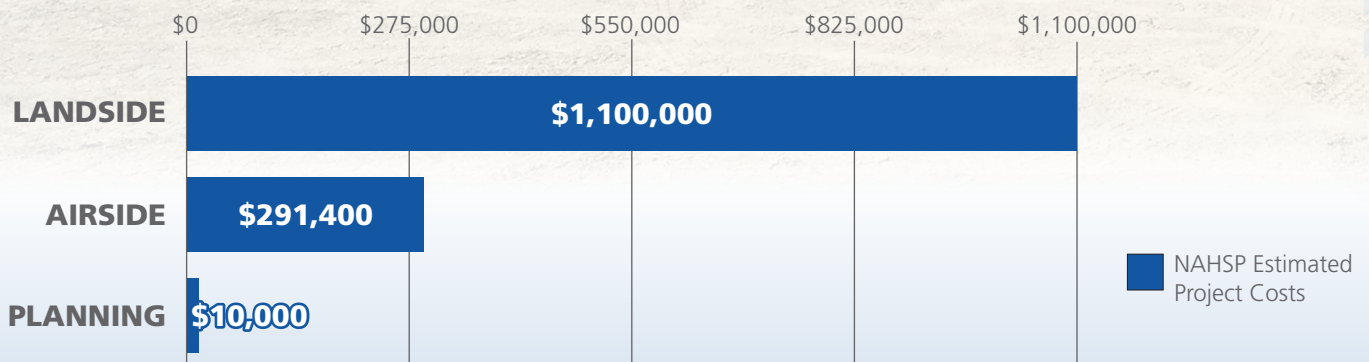 $0 $275,000 $550,000 $825,000 $1,100,000
LANDSIDE $1,100,000
AIRSIDE $291,400
PLANNING $10,000
NAHSP Estimated
Project Costs